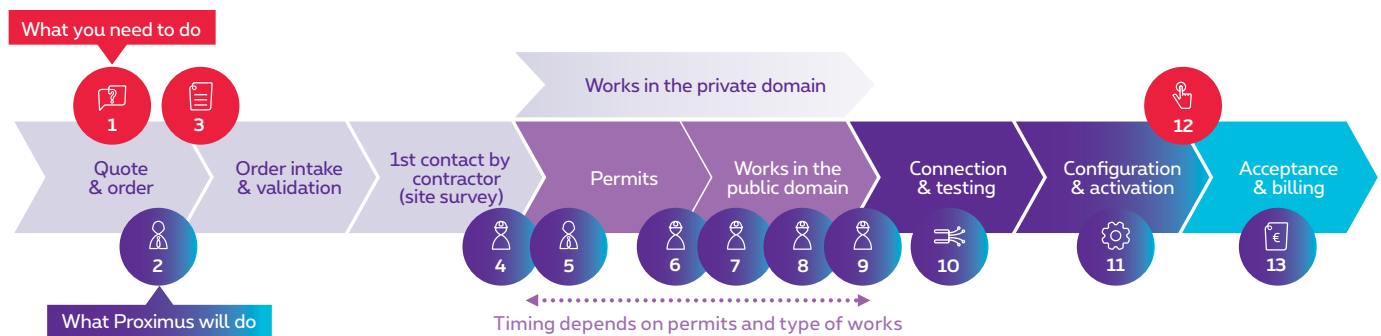 What you need to do
1
3
Works in the private domain
12
Quote
& order
Order intake
& validation
1st contact by
contractor
(site survey)
Permits
Works in the
public domain
Connection
& testing
Configuration
& activation
Acceptance
& billing
2
4
5
6
7
8
9
10
11
€
13
What Proximus will do
Timing depends on permits and type of works